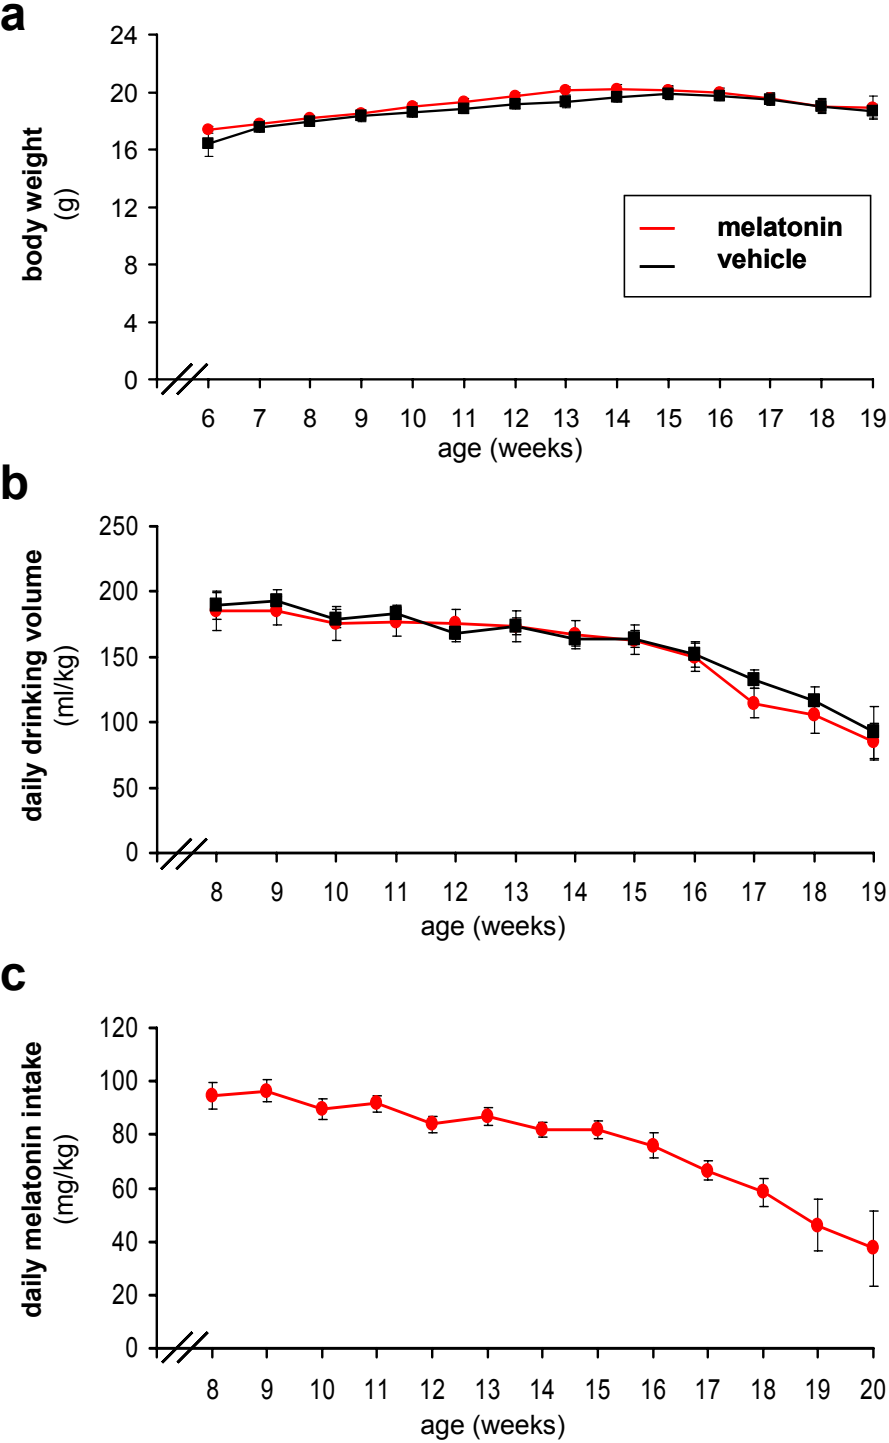 a
body weight
(g)
24
20
16
12
8
4
0
melatonin
vehicle
6 7 8 9 10 11 12 13 14 15 16 17 18 19
age (weeks)
b
daily drinking volume
(ml/kg)
250
200
150
100
50
0
8 9 10 11 12 13 14 15 16 17 18 19
age (weeks)
c
daily melatonin intake
(mg/kg)
120
100
80
60
40
20
0
8 9 10 11 12 13 14 15 16 17 18 19 20
age (weeks)